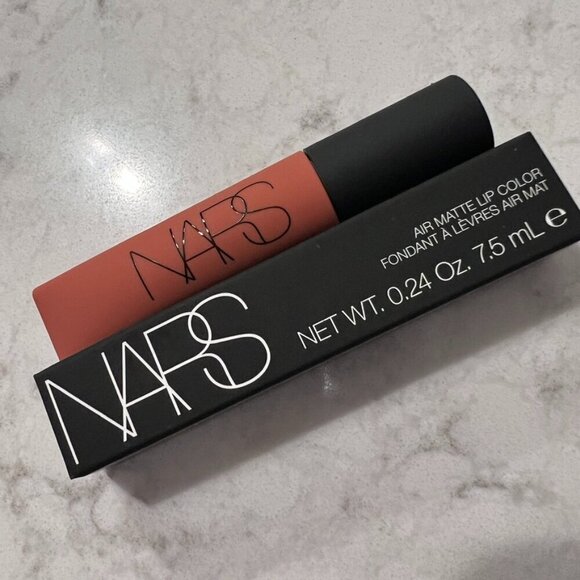 NARS
NARS
AIR MATTE LIP COLOR
FONDANT À LÈVRES AIR MAT
NET WT. 0.24 Oz. 7.5 mL ℮